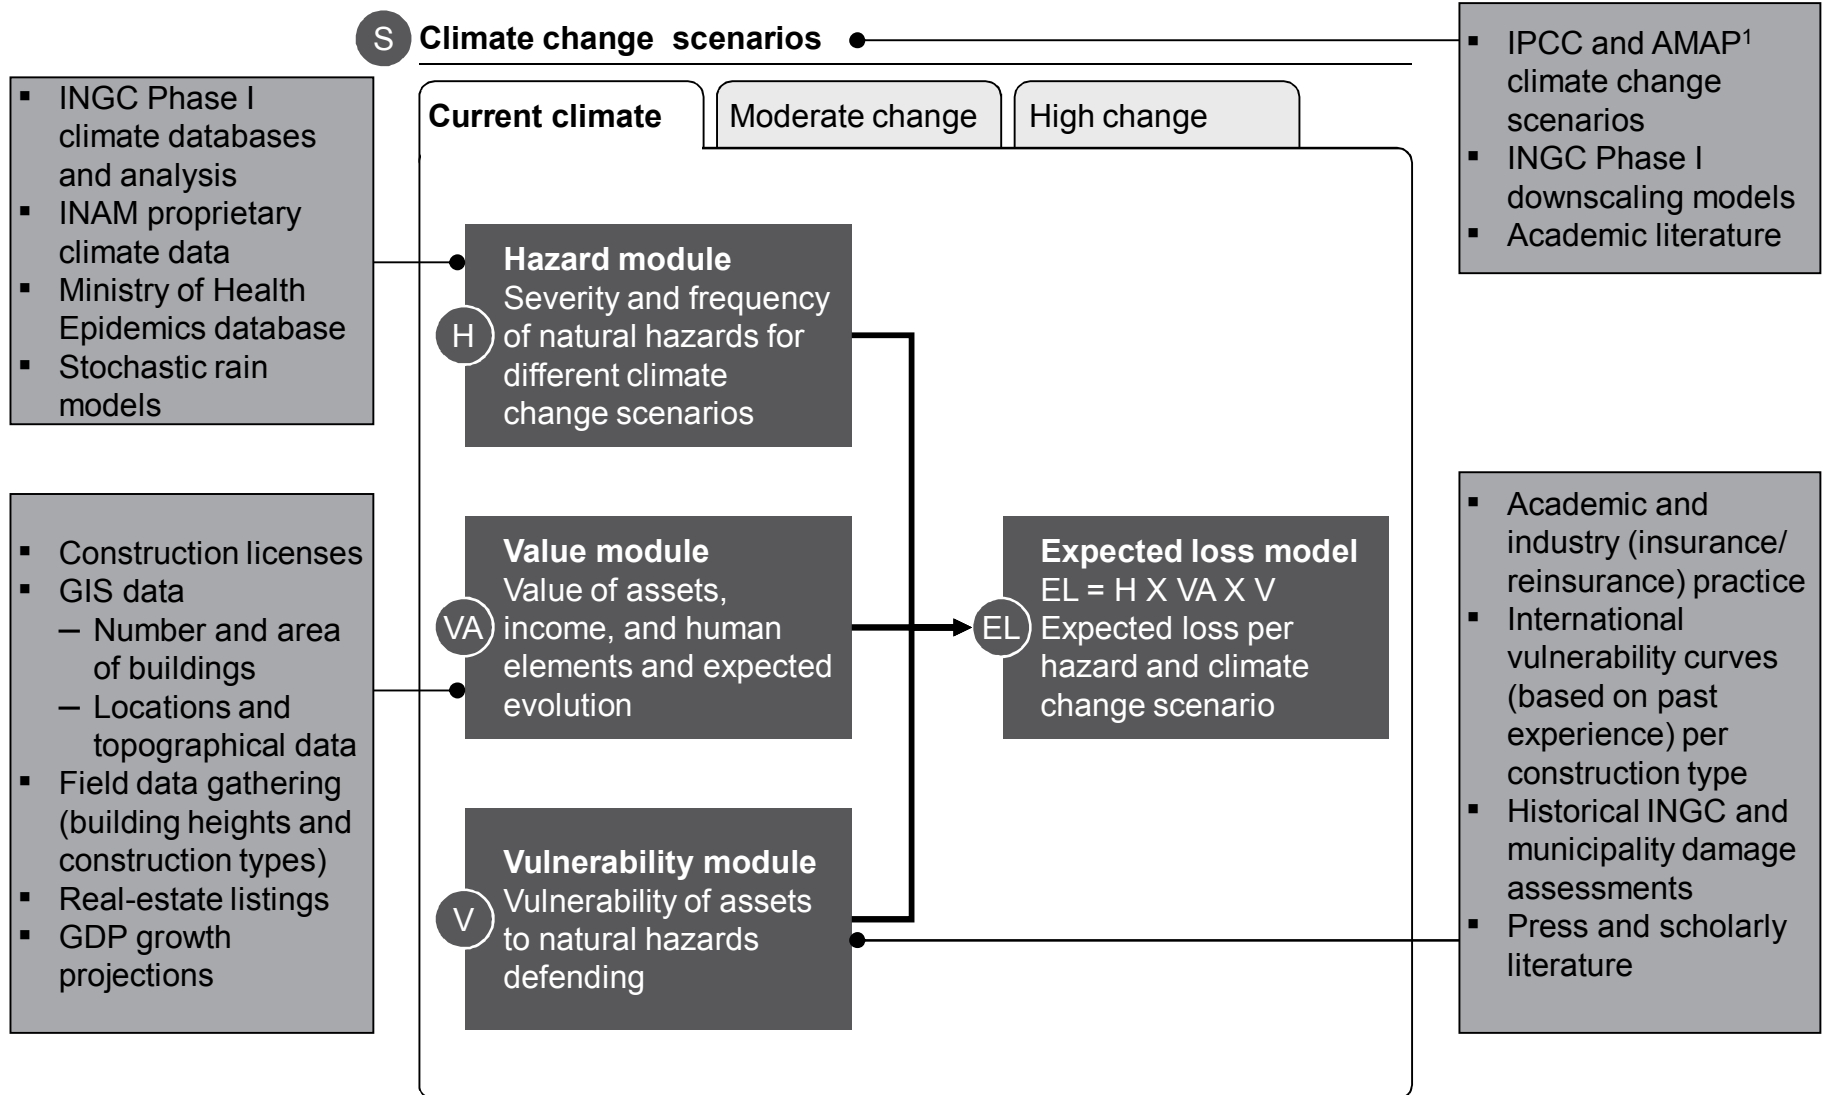 S Climate change scenarios
▪ IPCC and AMAP¹
climate change
scenarios
▪ INGC Phase I
downscaling models
▪ Academic literature
▪ INGC Phase I
climate databases
and analysis
▪ INAM proprietary
climate data
▪ Ministry of Health
Epidemics database
▪ Stochastic rain
models
Current climate
Moderate change
High change
Hazard module
H
Severity and frequency
of natural hazards for
different climate
change scenarios
▪ Construction licenses
▪ GIS data
– Number and area
of buildings
– Locations and
topographical data
▪ Field data gathering
(building heights and
construction types)
▪ Real-estate listings
▪ GDP growth
projections
Value module
VA
Value of assets,
income, and human
elements and expected
evolution
Expected loss model
EL
EL = H X VA X V
Expected loss per
hazard and climate
change scenario
Vulnerability module
V
Vulnerability of assets
to natural hazards
defending
▪ Academic and
industry (insurance/
reinsurance) practice
▪ International
vulnerability curves
(based on past
experience) per
construction type
▪ Historical INGC and
municipality damage
assessments
▪ Press and scholarly
literature